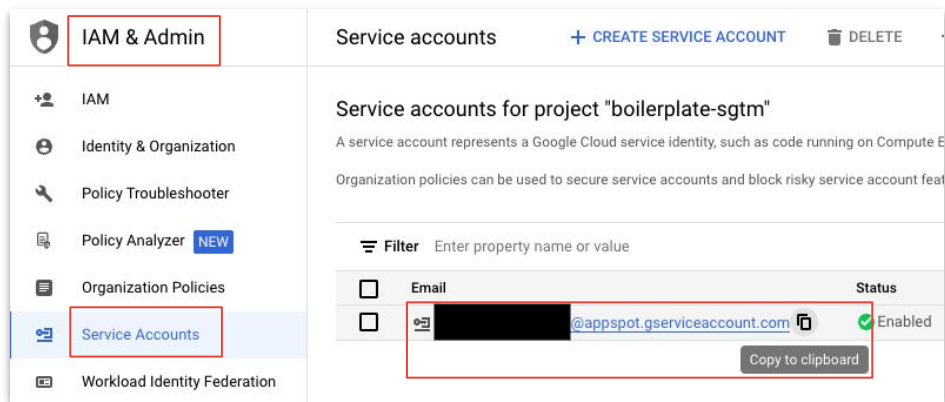 IAM & Admin
Service accounts
+ CREATE SERVICE ACCOUNT
DELETE
IAM
Identity & Organization
Policy Troubleshooter
Policy Analyzer NEW
Organization Policies
Service Accounts
Workload Identity Federation
Service accounts for project "boilerplate-sgtm"
A service account represents a Google Cloud service identity, such as code running on Compute E
Organization policies can be used to secure service accounts and block risky service account feat
Filter Enter property name or value
Email Status
@appspot.gserviceaccount.com Enabled
Copy to clipboard